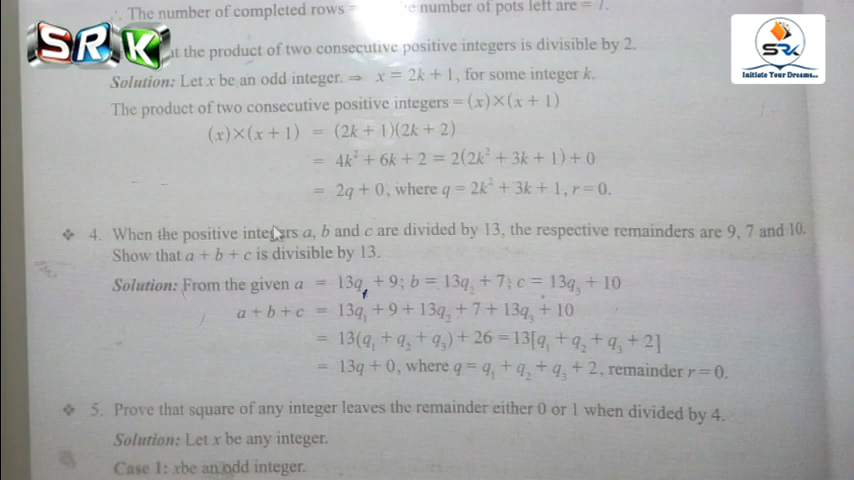 ∴ The number of completed rows = number of pots left are = 7.
SRK
SRK
Initiate Your Dreams...
at the product of two consecutive positive integers is divisible by 2.
Solution: Let x be an odd integer. ⇒ x = 2k + 1, for some integer k.
The product of two consecutive positive integers = (x)×(x + 1)
(x)×(x + 1) = (2k + 1)(2k + 2)
= 4k² + 6k + 2 = 2(2k² + 3k + 1) + 0
= 2q + 0, where q = 2k² + 3k + 1, r = 0.
❖ 4. When the positive integers a, b and c are divided by 13, the respective remainders are 9, 7 and 10.
Show that a + b + c is divisible by 13.
Solution: From the given a = 13q₁ + 9; b = 13q₂ + 7; c = 13q₃ + 10
a + b + c = 13q₁ + 9 + 13q₂ + 7 + 13q₃ + 10
= 13(q₁ + q₂ + q₃) + 26 = 13[q₁ + q₂ + q₃ + 2]
= 13q + 0, where q = q₁ + q₂ + q₃ + 2, remainder r = 0.
❖ 5. Prove that square of any integer leaves the remainder either 0 or 1 when divided by 4.
Solution: Let x be any integer.
Case 1: xbe an odd integer.